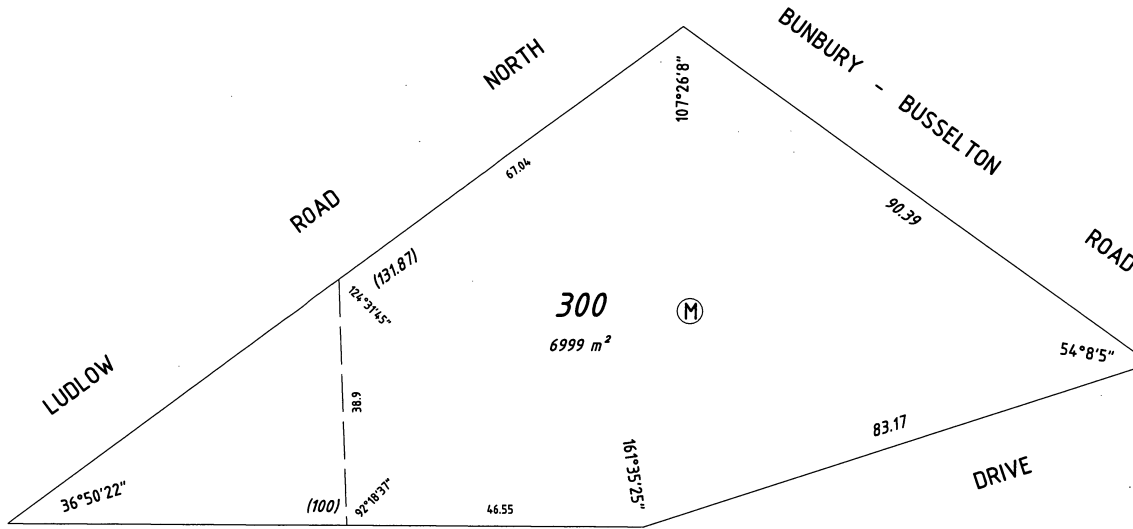 BUNBURY - BUSSELTON
ROAD
NORTH
ROAD
LUDLOW
107°26'8"
67.04
90.39
(131.87)
124°31'45"
300
6999 m²
M
54°8'5"
38.9
83.17
161°35'25"
DRIVE
36°50'22"
(100)
92°18'37"
46.55